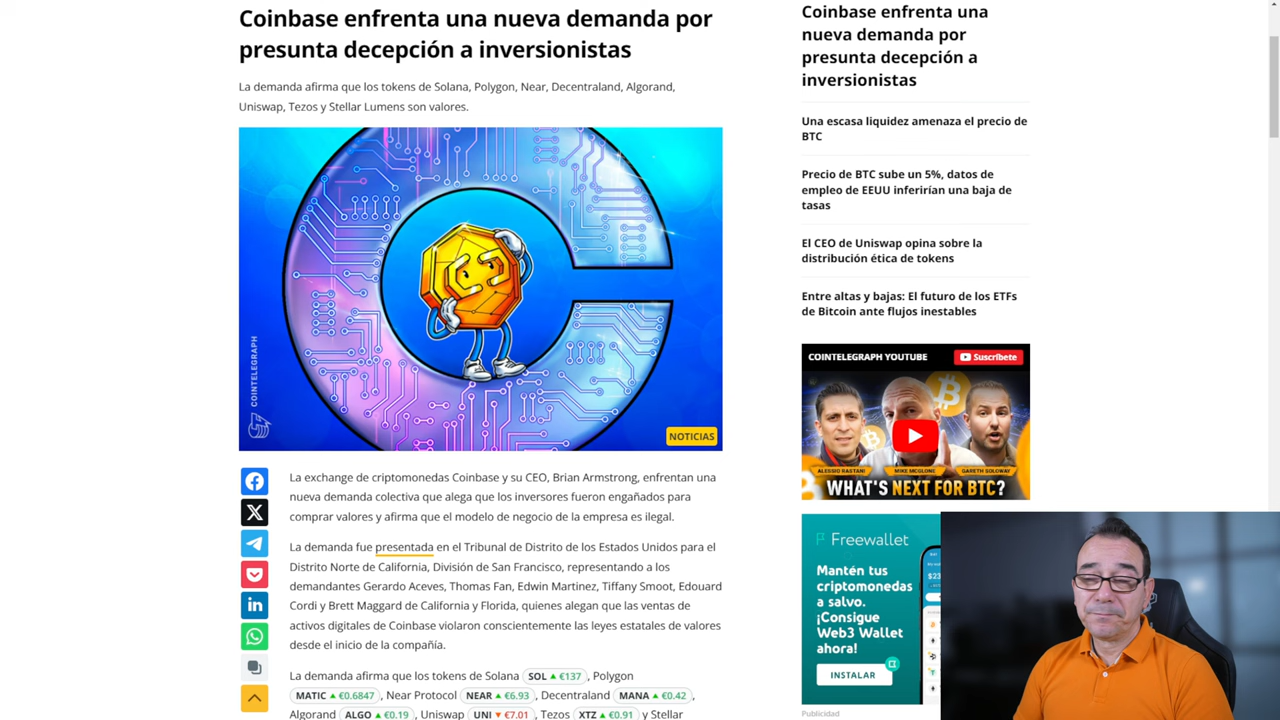 Coinbase enfrenta una nueva demanda por
presunta decepción a inversionistas
La demanda afirma que los tokens de Solana, Polygon, Near, Decentraland, Algorand,
Uniswap, Tezos y Stellar Lumens son valores.
COINTELEGRAPH
NOTICIAS
La exchange de criptomonedas Coinbase y su CEO, Brian Armstrong, enfrentan una
nueva demanda colectiva que alega que los inversores fueron engañados para
comprar valores y afirma que el modelo de negocio de la empresa es ilegal.
La demanda fue presentada en el Tribunal de Distrito de los Estados Unidos para el
Distrito Norte de California, División de San Francisco, representando a los
demandantes Gerardo Aceves, Thomas Fan, Edwin Martinez, Tiffany Smoot, Edouard
Cordi y Brett Maggard de California y Florida, quienes alegan que las ventas de
activos digitales de Coinbase violaron conscientemente las leyes estatales de valores
desde el inicio de la compañía.
La demanda afirma que los tokens de Solana SOL ▲ €137, Polygon
MATIC ▲ €0.6847, Near Protocol NEAR ▲ €6.93, Decentraland MANA ▲ €0.42,
Algorand ALGO ▲ €0.19, Uniswap UNI ▼ €7.01, Tezos XTZ ▲ €0.91 y Stellar
Coinbase enfrenta una
nueva demanda por
presunta decepción a
inversionistas
Una escasa liquidez amenaza el precio de
BTC
Precio de BTC sube un 5%, datos de
empleo de EEUU inferirían una baja de
tasas
El CEO de Uniswap opina sobre la
distribución ética de tokens
Entre altas y bajas: El futuro de los ETFs
de Bitcoin ante flujos inestables
COINTELEGRAPH YOUTUBE
Suscríbete
ALESSIO RASTANI
MIKE MCGLONE
GARETH SOLOWAY
WHAT'S NEXT FOR BTC?
Freewallet
Mantén tus
criptomonedas
a salvo.
¡Consigue
Web3 Wallet
ahora!
INSTALAR
Publicidad